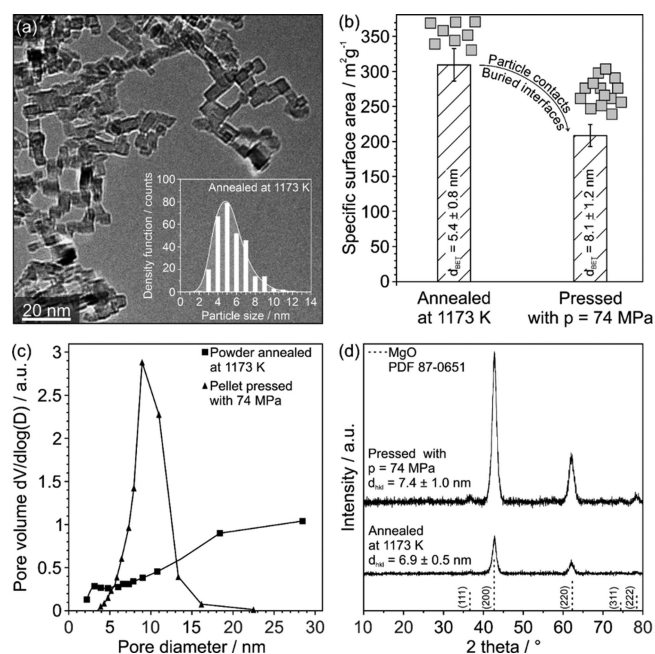 (a)
Annealed at 1173 K
Density function / counts
100
80
60
40
20
0
0 2 4 6 8 10 12 14
Particle size / nm
20 nm
(b)
Specific surface area / m²g⁻¹
350
300
250
200
150
100
50
0
Particle contacts
Buried interfaces
dBET = 5.4 ± 0.8 nm
dBET = 8.1 ± 1.2 nm
Annealed
at 1173 K
Pressed
with p = 74 MPa
(c)
Pore volume dV/dlog(D) / a.u.
3
2.5
2
1.5
1
0.5
0
Powder annealed
at 1173 K
Pellet pressed
with 74 MPa
0 5 10 15 20 25 30
Pore diameter / nm
(d)
Intensity / a.u.
MgO
PDF 87-0651
Pressed with
p = 74 MPa
dhkl = 7.4 ± 1.0 nm
Annealed
at 1173 K
dhkl = 6.9 ± 0.5 nm
(111)
(200)
(220)
(311)
(222)
10 20 30 40 50 60 70 80
2 theta / °